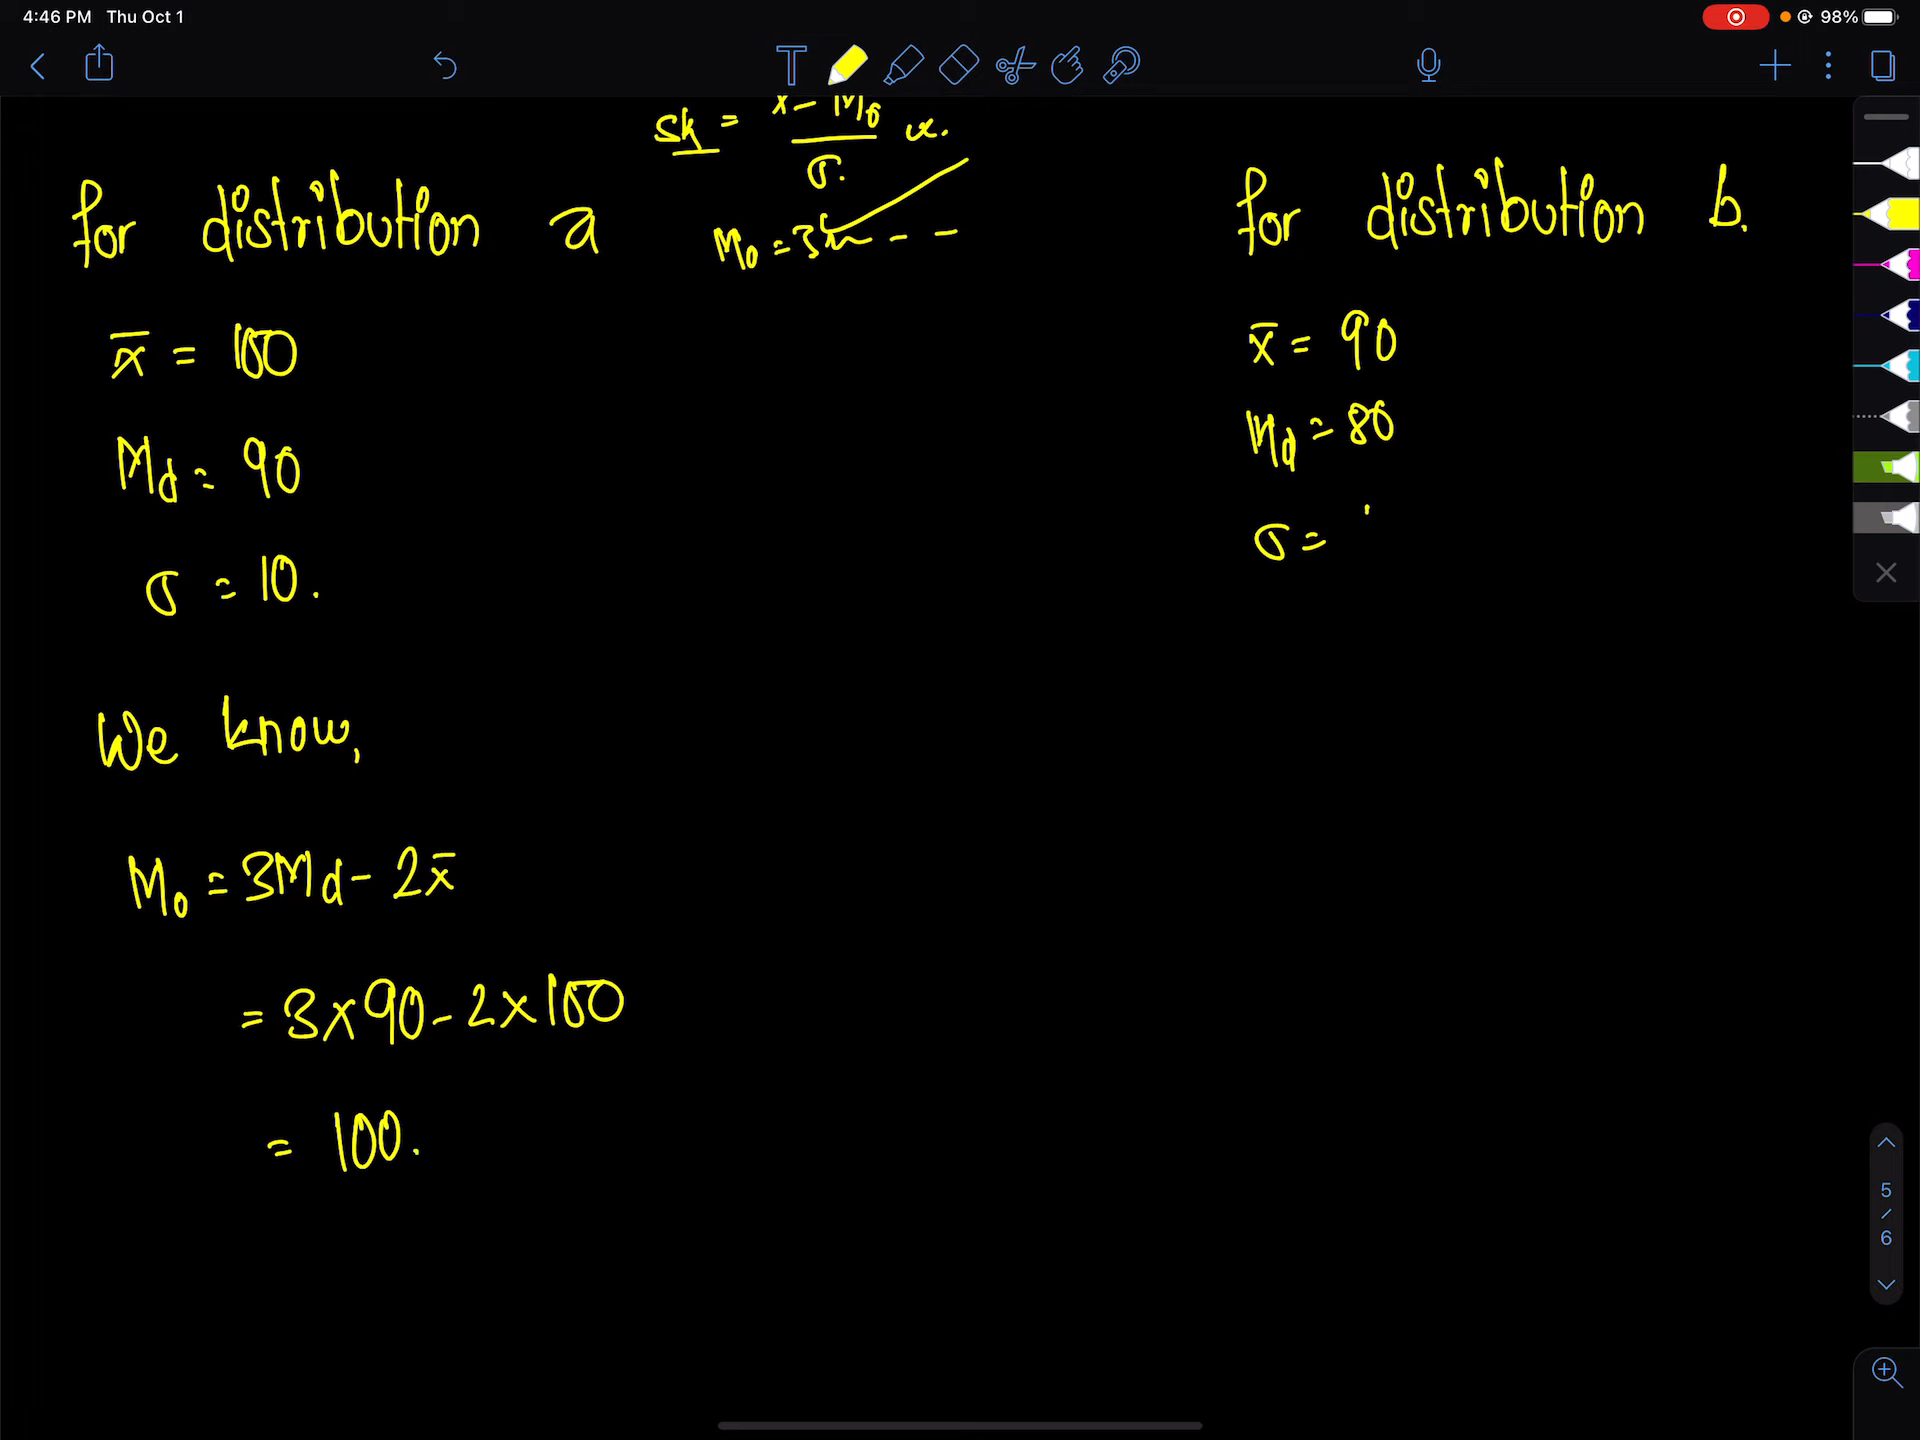 4:46 PM Thu Oct 1
98%
Sk = x - Mo / σ.
Mo = 3
for distribution a
x̄ = 100
Md = 90
σ = 10.
We know,
Mo = 3Md - 2x̄
= 3 x 90 - 2 x 100
= 100.
for distribution b.
x̄ = 90
Md = 80
σ =
5
/
6